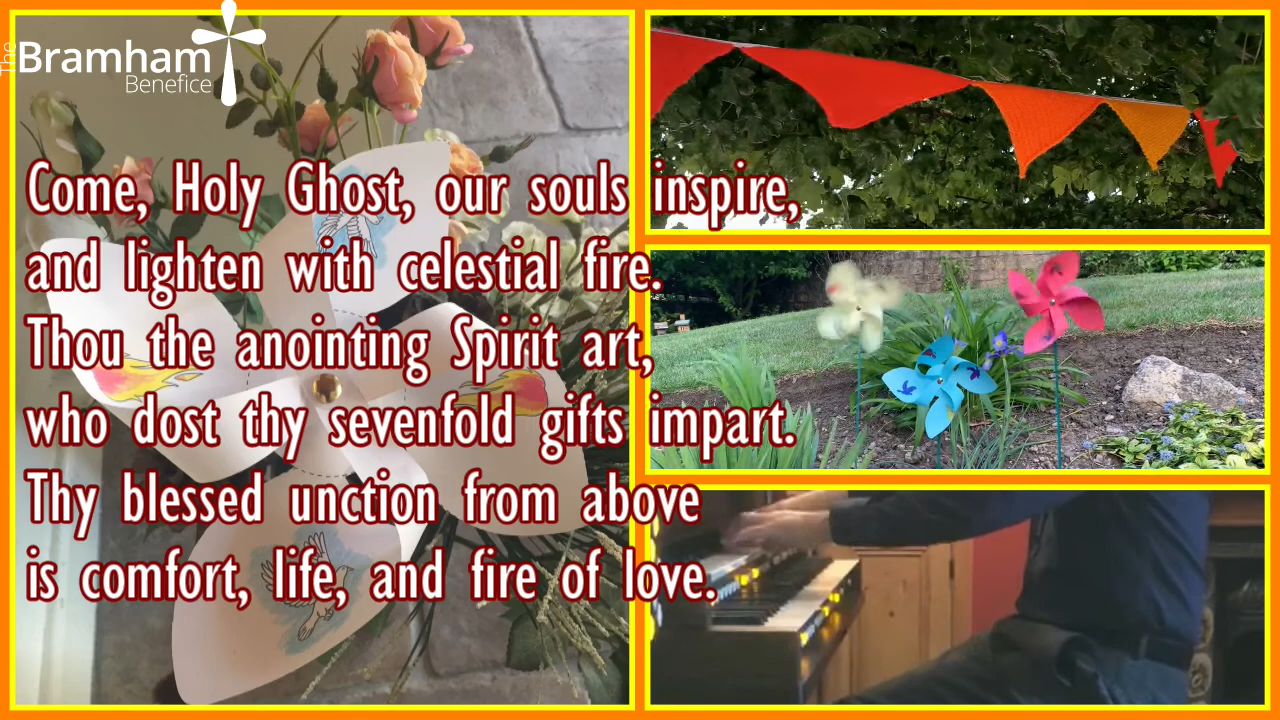 The
Bramham
Benefice
Come, Holy Ghost, our souls inspire,
and lighten with celestial fire.
Thou the anointing Spirit art,
who dost thy sevenfold gifts impart.
Thy blessed unction from above
is comfort, life, and fire of love.